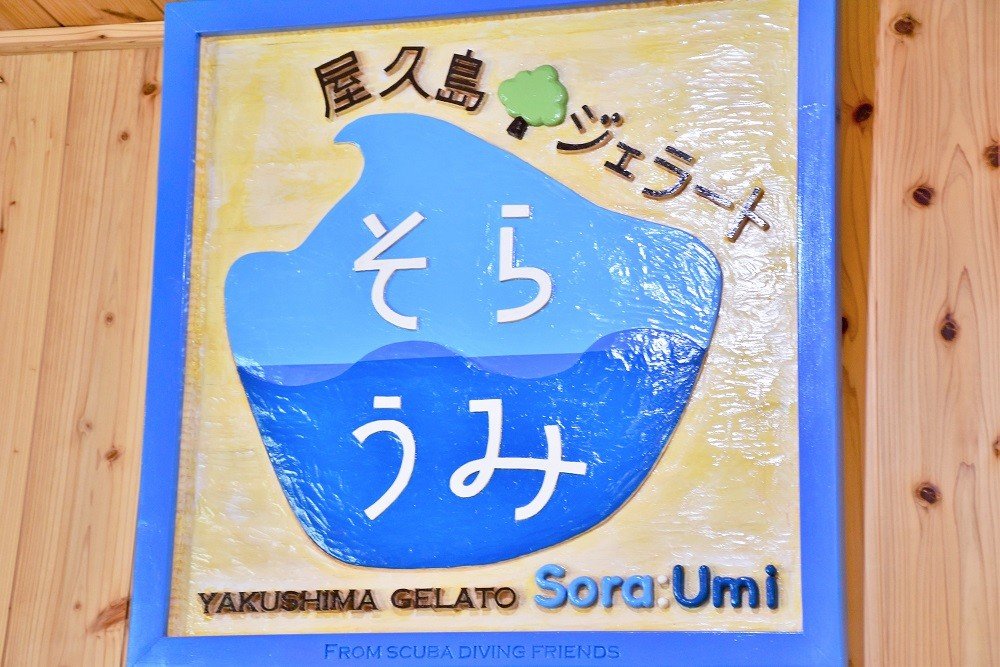 屋久島ジェラート
そら
うみ
YAKUSHIMA GELATO Sora:Umi
FROM SCUBA DIVING FRIENDS